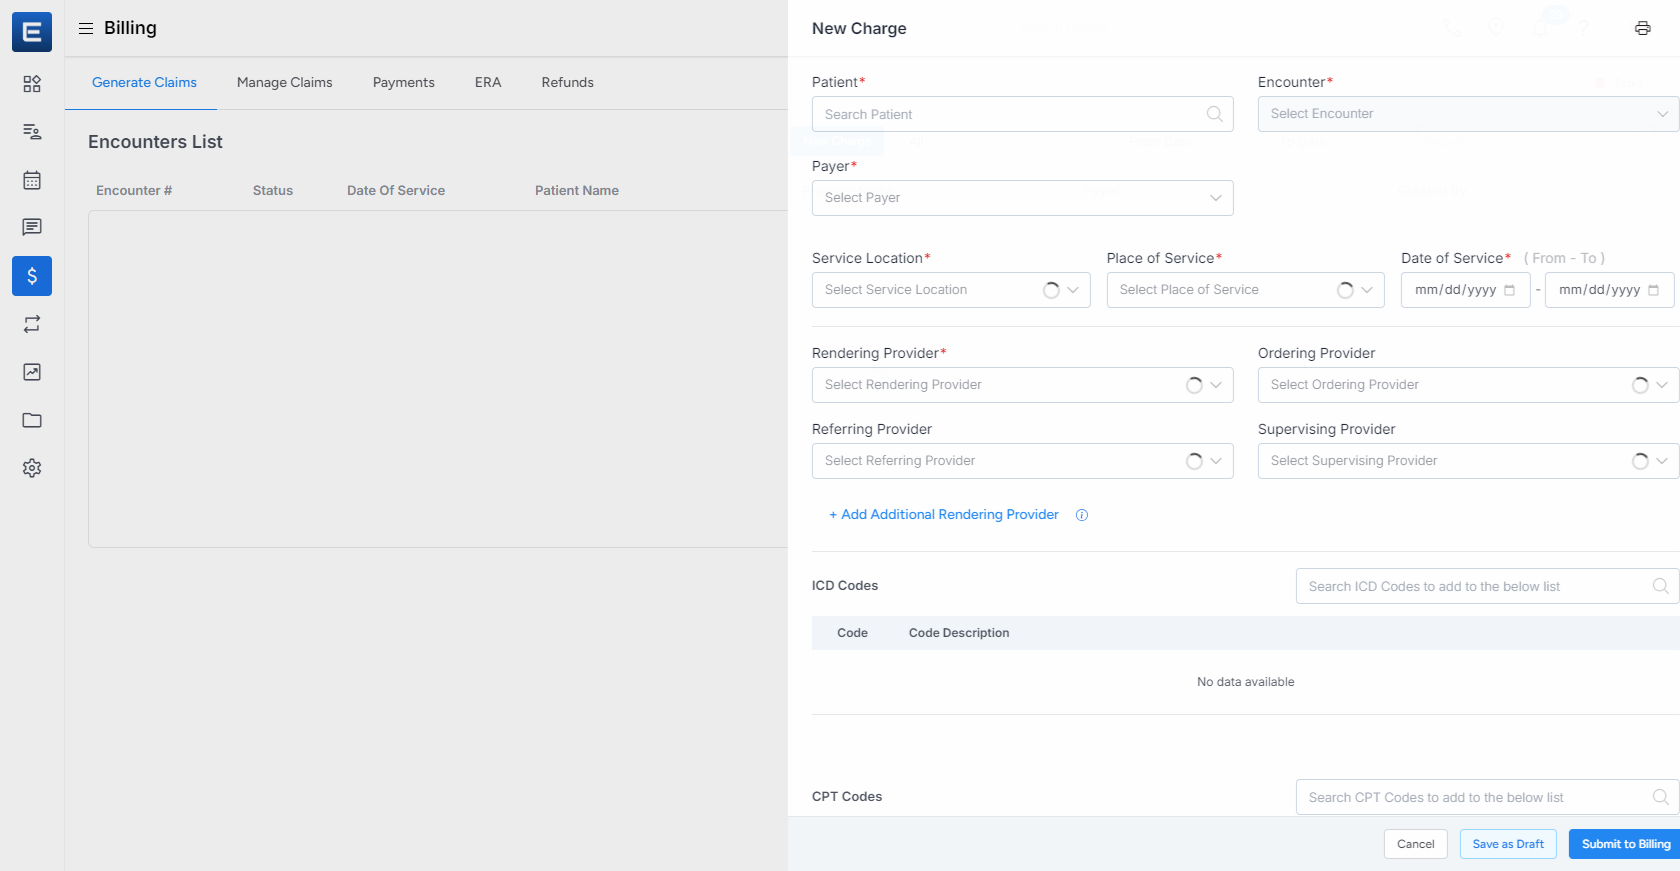 E
Billing
Generate Claims
Manage Claims
Payments
ERA
Refunds
Encounters List
Encounter #
Status
Date Of Service
Patient Name
$
New Charge
Patient*
Search Patient
Encounter*
Select Encounter
Payer*
Select Payer
Service Location*
Select Service Location
Place of Service*
Select Place of Service
Date of Service* ( From - To )
mm/dd/yyyy - mm/dd/yyyy
Rendering Provider*
Select Rendering Provider
Ordering Provider
Select Ordering Provider
Referring Provider
Select Referring Provider
Supervising Provider
Select Supervising Provider
+ Add Additional Rendering Provider
ICD Codes
Search ICD Codes to add to the below list
Code
Code Description
No data available
CPT Codes
Search CPT Codes to add to the below list
Cancel
Save as Draft
Submit to Billing